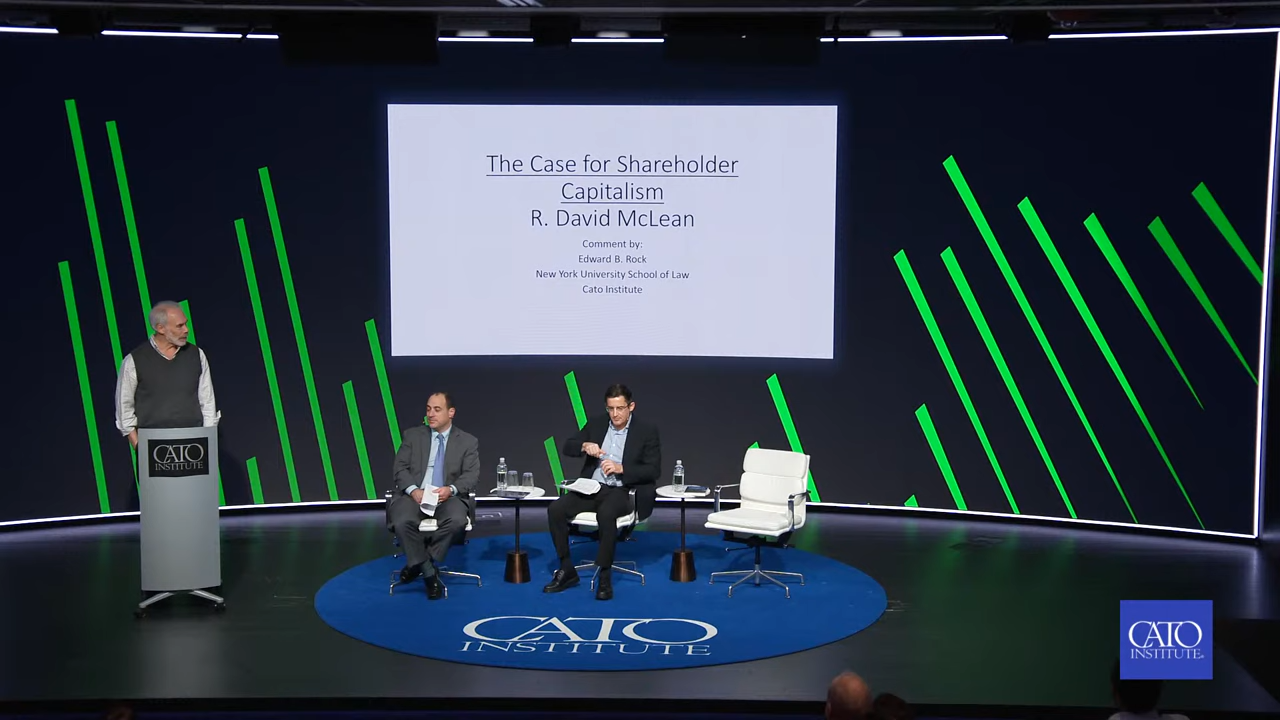 The Case for Shareholder
Capitalism
R. David McLean
Comment by:
Edward B. Rock
New York University School of Law
Cato Institute
CATO
INSTITUTE
CATO
INSTITUTE
CATO
INSTITUTE